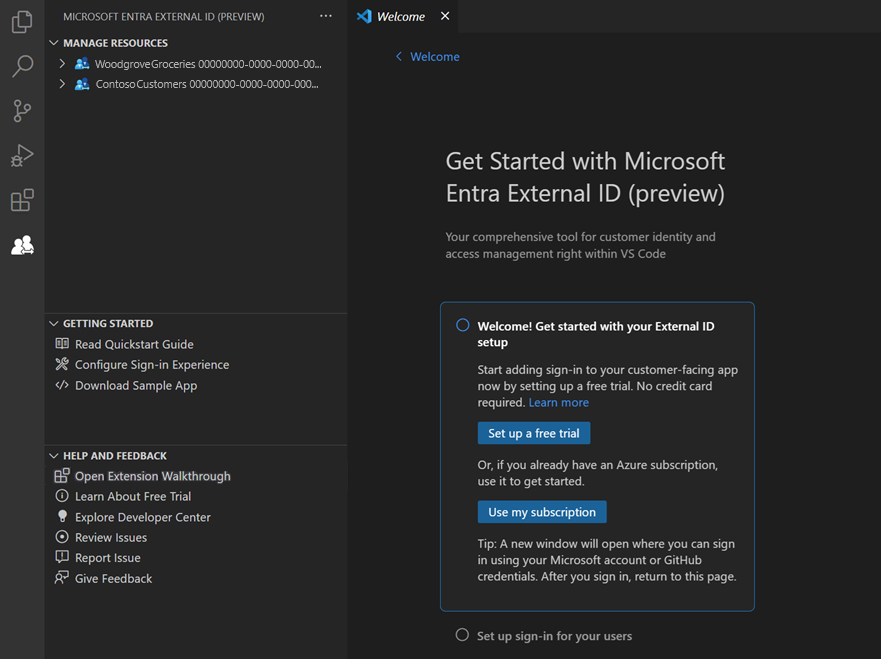 MICROSOFT ENTRA EXTERNAL ID (PREVIEW)
MANAGE RESOURCES
WoodgroveGroceries 00000000-0000-0000-00...
ContosoCustomers 00000000-0000-0000-000...
GETTING STARTED
Read Quickstart Guide
Configure Sign-in Experience
Download Sample App
HELP AND FEEDBACK
Open Extension Walkthrough
Learn About Free Trial
Explore Developer Center
Review Issues
Report Issue
Give Feedback
Welcome
Welcome
Get Started with Microsoft
Entra External ID (preview)
Your comprehensive tool for customer identity and
access management right within VS Code
Welcome! Get started with your External ID
setup
Start adding sign-in to your customer-facing app
now by setting up a free trial. No credit card
required. Learn more
Set up a free trial
Or, if you already have an Azure subscription,
use it to get started.
Use my subscription
Tip: A new window will open where you can sign
in using your Microsoft account or GitHub
credentials. After you sign in, return to this page.
Set up sign-in for your users